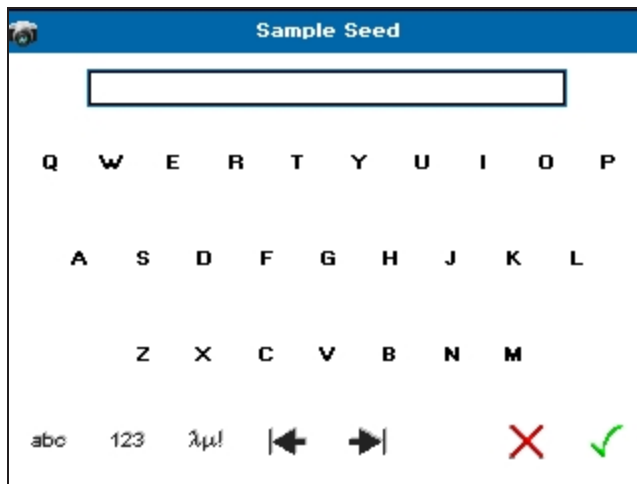 Sample Seed
Q W E R T Y U I O P
A S D F G H J K L
Z X C V B N M
abc 123 λμ!